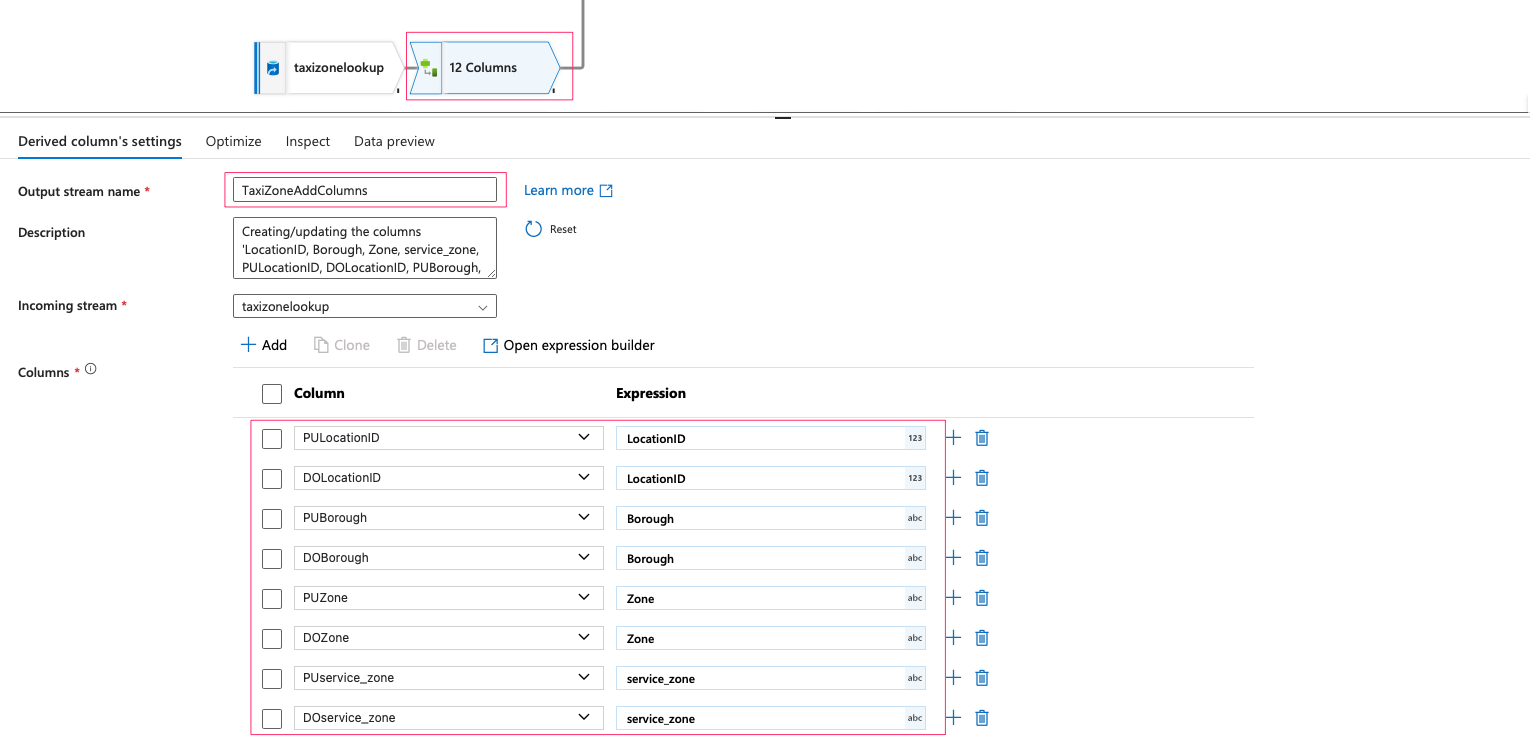 taxizonelookup
12 Columns
Derived column's settings Optimize Inspect Data preview
Output stream name * TaxiZoneAddColumns Learn more
Description
Creating/updating the columns
'LocationID, Borough, Zone, service_zone,
PULocationID, DOLocationID, PUBorough,
Reset
Incoming stream * taxizonelookup
Add Clone Delete Open expression builder
Columns *
Column Expression
PULocationID LocationID 123
DOLocationID LocationID 123
PUBorough Borough abc
DOBorough Borough abc
PUZone Zone abc
DOZone Zone abc
PUservice_zone service_zone abc
DOservice_zone service_zone abc